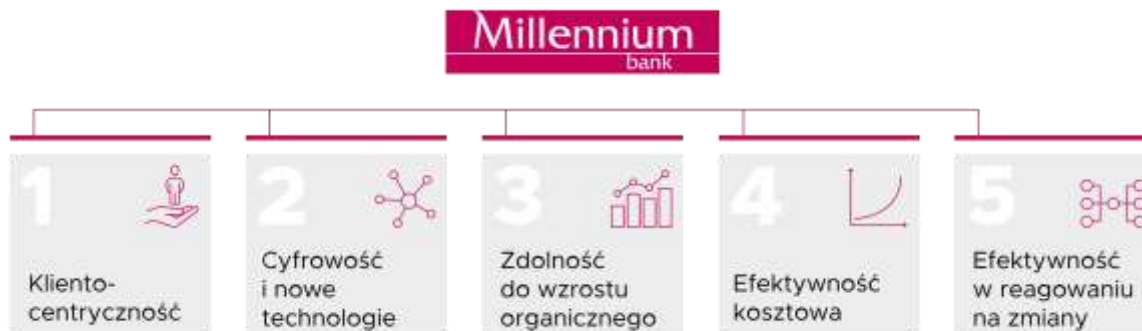 Millennium
bank
1
Kliento-
centryczność
2
Cyfrowość
i nowe
technologie
3
Zdolność
do wzrostu
organicznego
4
Efektywność
kosztowa
5
Efektywność
w reagowaniu
na zmiany